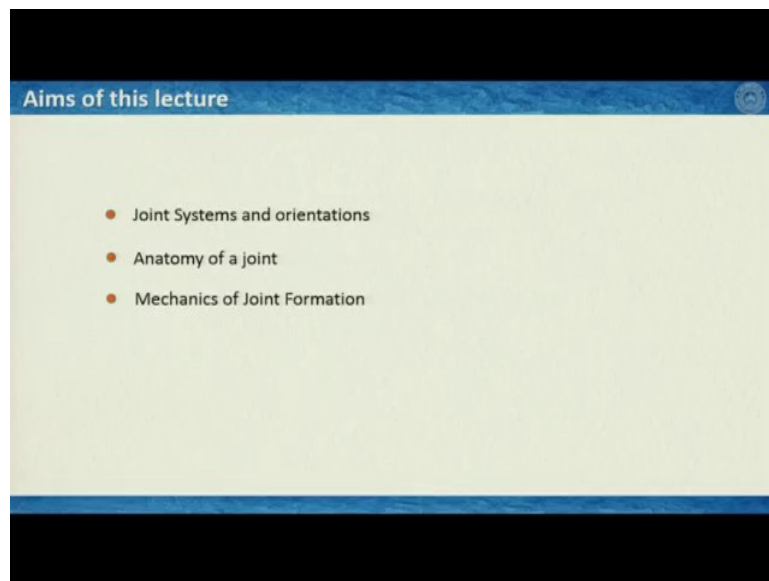 Aims of this lecture
Joint Systems and orientations
Anatomy of a joint
Mechanics of Joint Formation